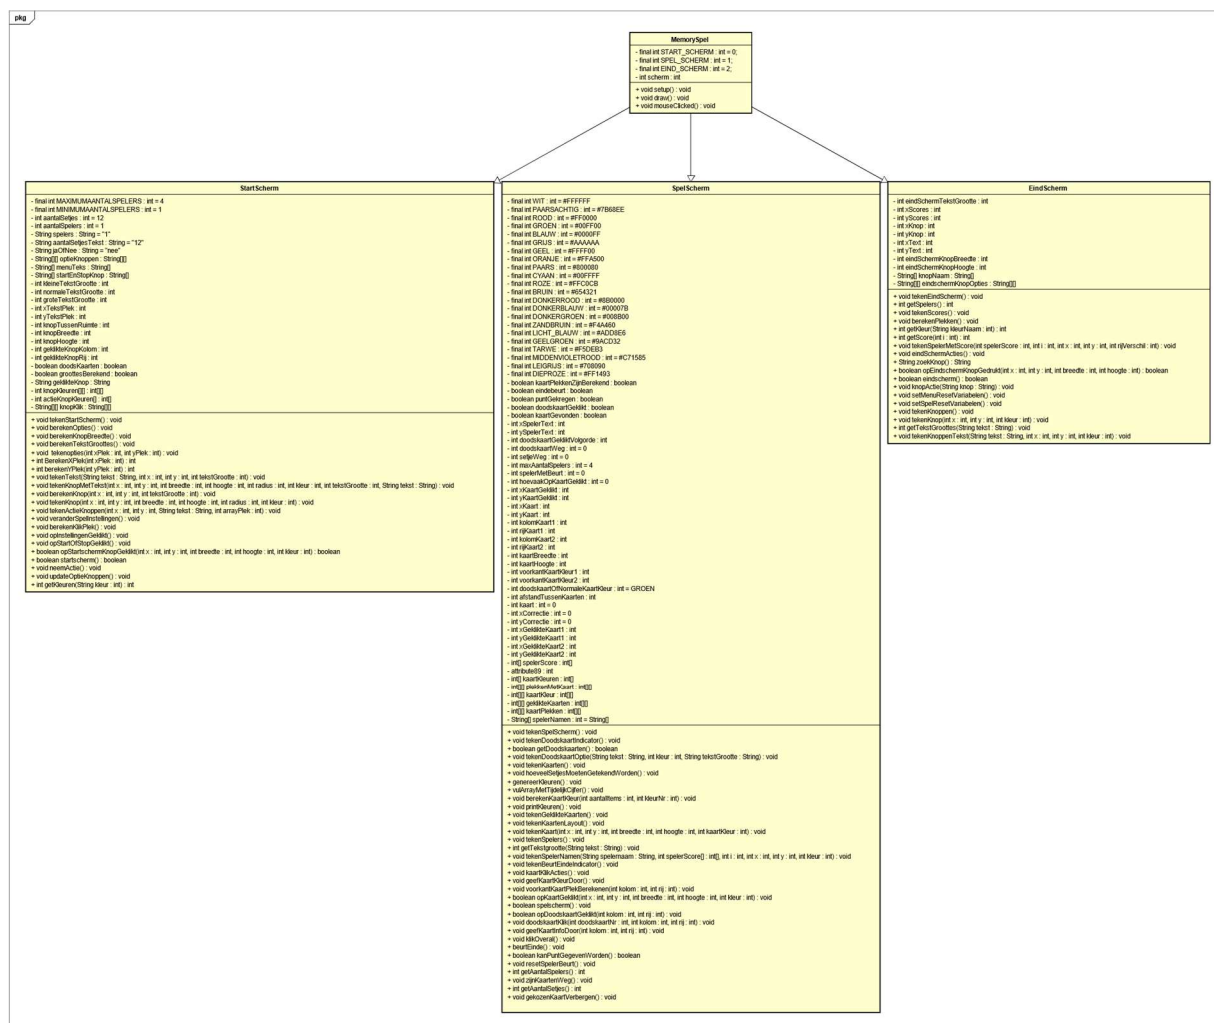 pkg
MemorySpel
- final int START_SCHERM : int = 0;
- final int SPEL_SCHERM : int = 1;
- final int EIND_SCHERM : int = 2;
- int scherm : int
+ void setup() : void
+ void draw() : void
+ void mouseClicked() : void
StartScherm
- final int MAXIMUMAANTALSPELERS : int = 4
- final int MINIMUMAANTALSPELERS : int = 1
- int aantalSetjes : int = 12
- int aantalSpelers : int = 1
- String spelers : String = "1"
- String aantalSetjesTekst : String = "12"
- String jaOfNee : String = "nee"
- String[][] optieKnoppen : String[][]
- String[] menuTeks : String[]
- String[] startEnStopKnop : String[]
- int kleineTekstGrootte : int
- int normaleTekstGrootte : int
- int groteTekstGrootte : int
- int xTekstPlek : int
- int yTekstPlek : int
- int knopTussenRuimte : int
- int knopBreedte : int
- int knopHoogte : int
- int geklikteKnopKolom : int
- int geklikteKnopRij : int
- boolean doodsKaarten : boolean
- boolean groottesBerekend : boolean
- String geklikteKnop : String
- int knopKleuren[][] : int[][]
- int actieKnopKleuren[] : int[]
- String[][] knopKlik : String[][]
+ void tekenStartScherm() : void
+ void berekenOpties() : void
+ void berekenKnopBreedte() : void
+ void berekenTekstGroottes() : void
+ void tekenopties(int xPlek : int, int yPlek : int) : void
+ int BerekenXPlek(int xPlek : int) : int
+ int berekenYPlek(int yPlek : int) : int
+ void tekenTekst(String tekst : String, int x : int, int y : int, int tekstGrootte : int) : void
+ void tekenKnopMetTekst(int x : int, int y : int, int breedte : int, int hoogte : int, int radius : int, int kleur : int, int tekstGrootte : int, String tekst : String) : void
+ void berekenKnop(int x : int, int y : int, int tekstGrootte : int) : void
+ void tekenKnop(int x : int, int y : int, int breedte : int, int hoogte : int, int radius : int, int kleur : int) : void
+ void tekenActieKnoppen(int x : int, int y : int, String tekst : String, int arrayPlek : int) : void
+ void veranderSpelInstellingen() : void
+ void berekenKlikPlek() : void
+ void opInstellingenGeklikt() : void
+ void opStartOfStopGeklikt() : void
+ boolean opStartschermKnopGeklikt(int x : int, int y : int, int breedte : int, int hoogte : int, int kleur : int) : boolean
+ boolean startscherm() : boolean
+ void neemActie() : void
+ void updateOptieKnoppen() : void
+ int getKleuren(String kleur : int) : int
SpelScherm
- final int WIT : int = #FFFFFF
- final int PAARSACHTIG : int = #7B68EE
- final int ROOD : int = #FF0000
- final int GROEN : int = #00FF00
- final int BLAUW : int = #0000FF
- final int GRIJS : int = #AAAAAA
- final int GEEL : int = #FFFF00
- final int ORANJE : int = #FFA500
- final int PAARS : int = #800080
- final int CYAAN : int = #00FFFF
- final int ROZE : int = #FFC0CB
- final int BRUIN : int = #654321
- final int DONKERROOD : int = #8B0000
- final int DONKERBLAUW : int = #00007B
- final int DONKERGROEN : int = #008B00
- final int ZANDBRUIN : int = #F4A460
- final int LICHT_BLAUW : int = #ADD8E6
- final int GEELGROEN : int = #9ACD32
- final int TARWE : int = #F5DEB3
- final int MIDDENVIOLETROOD : int = #C71585
- final int LEIGRIJS : int = #708090
- final int DIEPROZE : int = #FF1493
- boolean kaartPlekkenZijnBerekend : boolean
- boolean eindebeurt : boolean
- boolean puntGekregen : boolean
- boolean doodskaartGeklikt : boolean
- boolean kaartGevonden : boolean
- int xSpelerText : int
- int ySpelerText : int
- int doodskaartGekliktVolgorde : int
- int doodskaartWeg : int = 0
- int setjeWeg : int = 0
- int maxAantalSpelers : int = 4
- int spelerMetBeurt : int = 0
- int hoevaakOpKaartGeklikt : int = 0
- int xKaartGeklikt : int
- int yKaartGeklikt : int
- int xKaart : int
- int yKaart : int
- int kolomKaart1 : int
- int rijKaart1 : int
- int kolomKaart2 : int
- int rijKaart2 : int
- int kaartBreedte : int
- int kaartHoogte : int
- int voorkantKaartKleur1 : int
- int voorkantKaartKleur2 : int
- int doodskaartOfNormaleKaartKleur : int = GROEN
- int afstandTussenKaarten : int
- int kaart : int = 0
- int xCorrectie : int = 0
- int yCorrectie : int = 0
- int xGeklikteKaart1 : int
- int yGeklikteKaart1 : int
- int xGeklikteKaart2 : int
- int yGeklikteKaart2 : int
- int[] spelerScore : int[]
- attribute89 : int
- int[] kaartKleuren : int[]
- int[][] plekkenMetKaart : int[][]
- int[][] kaartKleur : int[][]
- int[][] geklikteKaarten : int[][]
- int[][] kaartPlekken : int[][]
- String[] spelerNamen : int = String[]
+ void tekenSpelScherm() : void
+ void tekenDoodskaartIndicator() : void
+ boolean getDoodskaarten() : boolean
+ void tekenDoodskaartOptie(String tekst : String, int kleur : int, String tekstGrootte : String) : void
+ void tekenKaarten() : void
+ void hoeveelSetjesMoetenGetekendWorden() : void
+ genereerKleuren() : void
+ vulArrayMetTijdelijkCijfer() : void
+ void berekenKaartKleur(int aantalItems : int, int kleurNr : int) : void
+ void printKleuren() : void
+ void tekenGeklikteKaarten() : void
+ void tekenKaartenLayout() : void
+ void tekenKaart(int x : int, int y : int, int breedte : int, int hoogte : int, int kaartKleur : int) : void
+ void tekenSpelers() : void
+ int getTekstgrootte(String tekst : String) : void
+ void tekenSpelerNamen(String spelernaam : String, int spelerScore[] : int[], int i : int, int x : int, int y : int, int kleur : int) : void
+ void tekenBeurtEindeIndicator() : void
+ void kaartKlikActies() : void
+ void geefKaartKleurDoor() : void
+ void voorkantKaartPlekBerekenen(int kolom : int, int rij : int) : void
+ boolean opKaartGeklikt(int x : int, int y : int, int breedte : int, int hoogte : int, int kleur : int) : void
+ boolean spelscherm() : void
+ boolean opDoodskaartGeklikt(int kolom : int, int rij : int) : void
+ void doodskaartKlik(int doodskaartNr : int, int kolom : int, int rij : int) : void
+ void geefKaartInfoDoor(int kolom : int, int rij : int) : void
+ void klikOveral() : void
+ beurtEinde() : void
+ boolean kanPuntGegevenWorden() : boolean
+ void resetSpelerBeurt() : void
+ int getAantalSpelers() : int
+ void zijnKaartenWeg() : void
+ int getAantalSetjes() : int
+ void gekozenKaartVerbergen() : void
EindScherm
- int eindSchermTekstGrootte : int
- int xScores : int
- int yScores : int
- int xKnop : int
- int yKnop : int
- int xText : int
- int yText : int
- int eindSchermKnopBreedte : int
- int eindSchermKnopHoogte : int
- String[] knopNaam : String[]
- String[][] eindschermKnopOpties : String[][]
+ void tekenEindScherm() : void
+ int getSpelers() : int
+ void tekenScores() : void
+ void berekenPlekken() : void
+ int getKleur(String kleurNaam : int) : int
+ int getScore(int i : int) : int
+ void tekenSpelerMetScore(int spelerScore : int, int i : int, int x : int, int y : int, int rijVerschil : int) : void
+ void eindSchermActies() : void
+ String zoekKnop() : String
+ boolean opEindschermKnopGedrukt(int x : int, int y : int, int breedte : int, int hoogte : int) : boolean
+ boolean eindscherm() : boolean
+ void knopActie(String knop : String) : void
+ void setMenuResetVariabelen() : void
+ void setSpelResetVariabelen() : void
+ void tekenKnoppen() : void
+ void tekenKnop(int x : int, int y : int, int kleur : int) : void
+ int getTekstGroottes(String tekst : String) : void
+ void tekenKnoppenTekst(String tekst : String, int x : int, int y : int, int kleur : int) : void